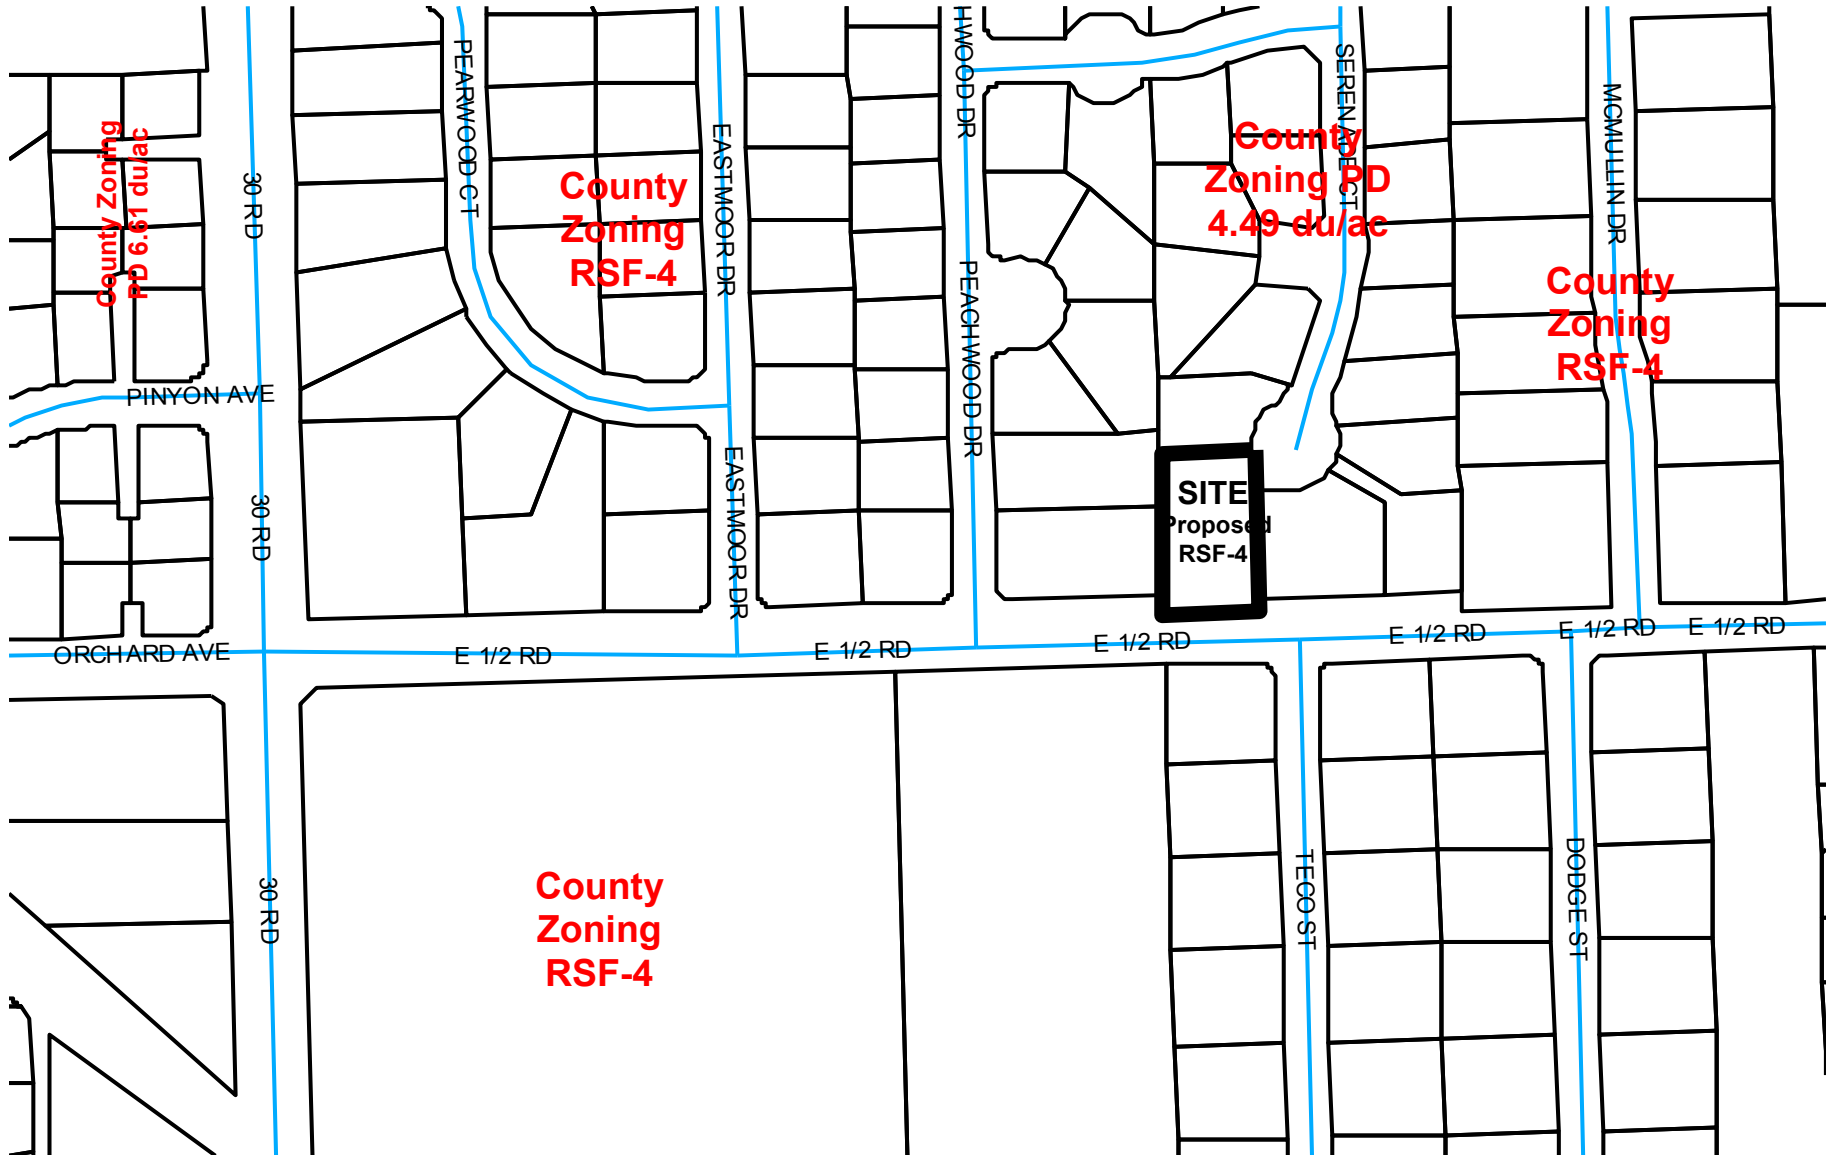 HWOOD DR
PEARWOOD CT
SERENADE CT
MCMULLIN DR
EASTMOOR DR
30 RD
County Zoning
PD 6.61 du/ac
County
Zoning
RSF-4
County
Zoning PD
4.49 du/ac
County
Zoning
RSF-4
PEACHWOOD DR
PINYON AVE
EASTMOOR DR
30 RD
SITE
Proposed
RSF-4
ORCHARD AVE
E 1/2 RD
E 1/2 RD
E 1/2 RD
E 1/2 RD
E 1/2 RD
E 1/2 RD
County
Zoning
RSF-4
30 RD
TECO ST
DODGE ST